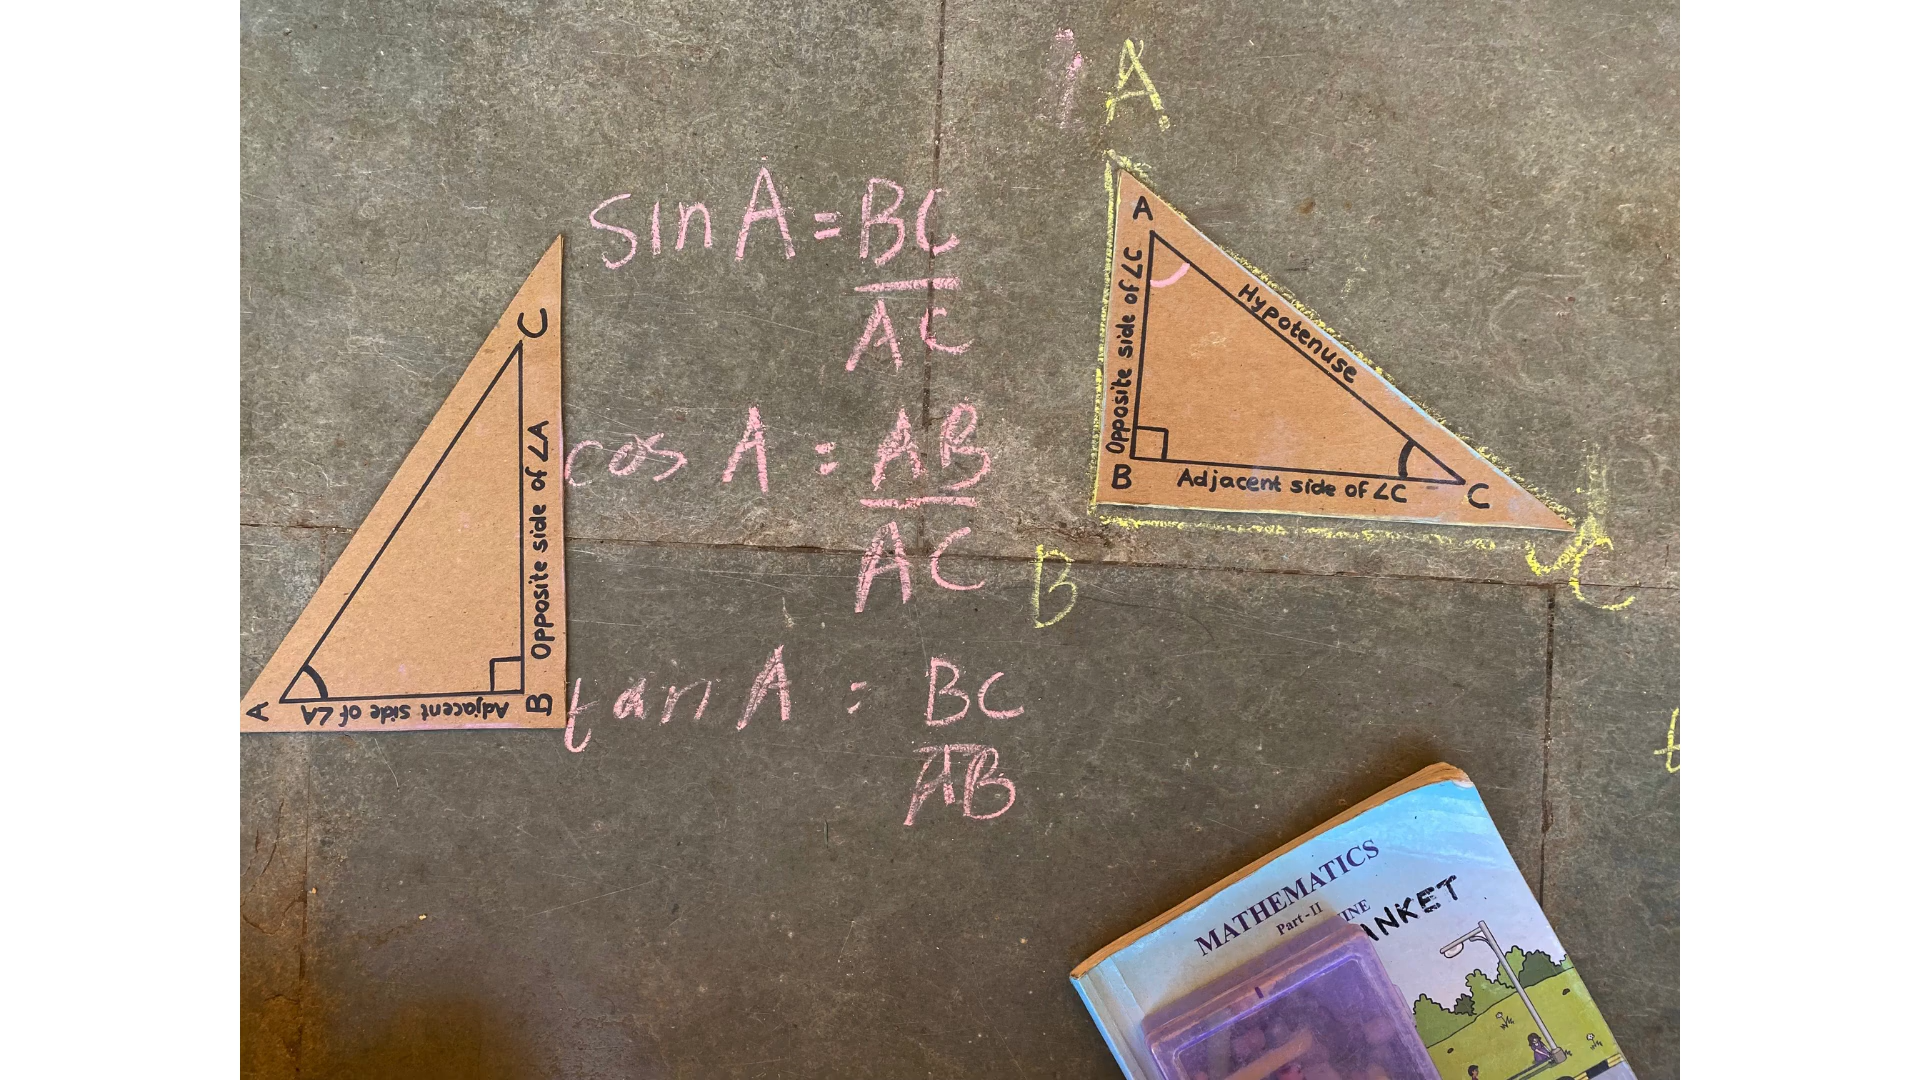 A
sin A = BC
AC
cos A = AB
AC
tan A = BC
AB
C
Opposite side of ∠A
A
Adjacent side of ∠A
B
A
Opposite side of ∠C
Hypotenuse
B
Adjacent side of ∠C
C
B
C
MATHEMATICS
Part-II